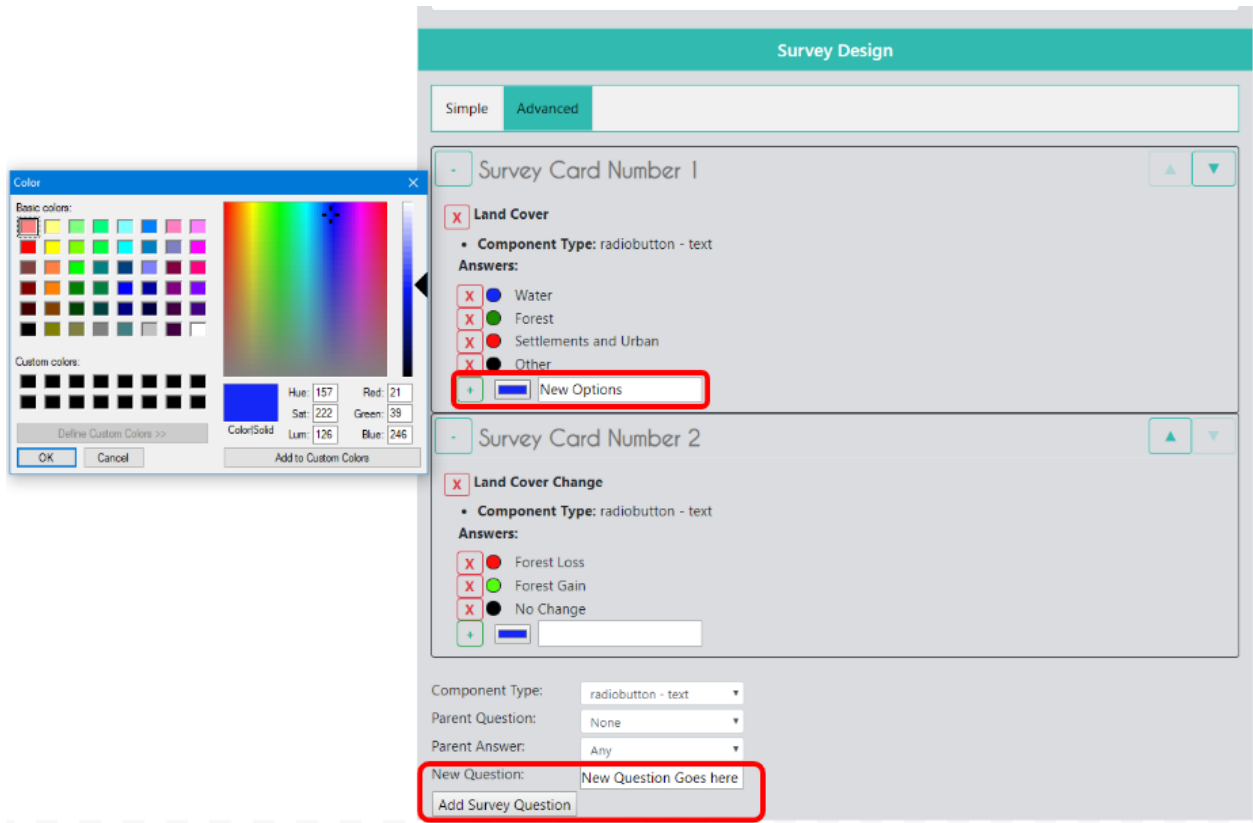 Survey Design
Simple Advanced
- Survey Card Number 1 ▲ ▼
X Land Cover
• Component Type: radiobutton - text
Answers:
X Water
X Forest
X Settlements and Urban
X Other
+ New Options
- Survey Card Number 2 ▲ ▼
X Land Cover Change
• Component Type: radiobutton - text
Answers:
X Forest Loss
X Forest Gain
X No Change
+
Component Type: radiobutton - text
Parent Question: None
Parent Answer: Any
New Question: New Question Goes here
Add Survey Question
Color
Basic colors:
Custom colors:
Define Custom Colors >>
OK Cancel
Color|Solid
Hue: 157 Red: 21
Sat: 222 Green: 39
Lum: 126 Blue: 246
Add to Custom Colors